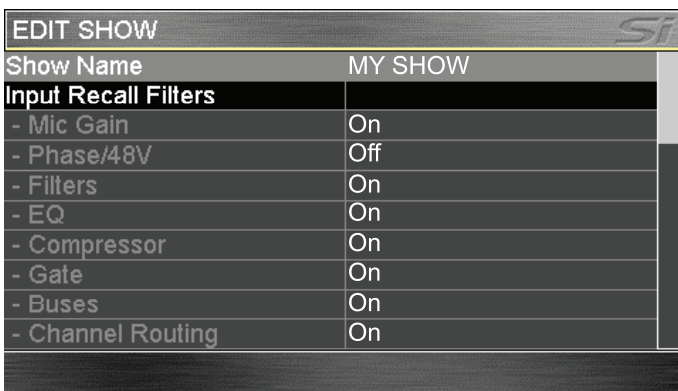 EDIT SHOW Si
Show Name MY SHOW
Input Recall Filters
- Mic Gain On
- Phase/48V Off
- Filters On
- EQ On
- Compressor On
- Gate On
- Buses On
- Channel Routing On